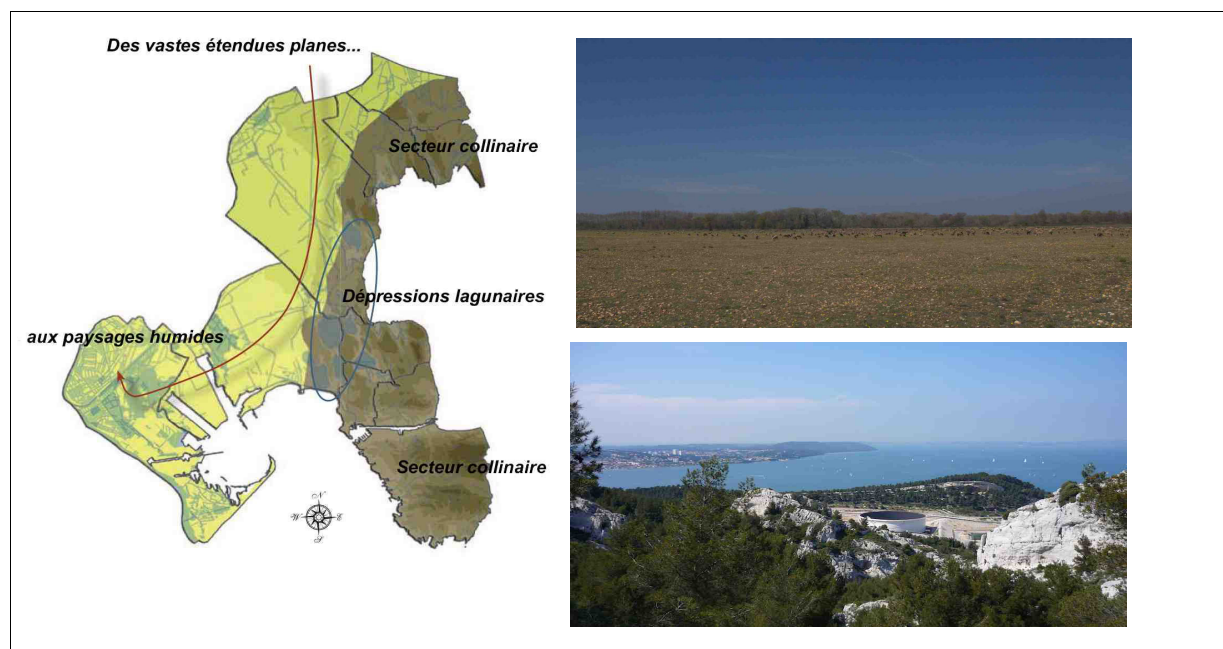 Des vastes étendues planes...
Secteur collinaire
Dépressions lagunaires
aux paysages humides
Secteur collinaire
N
W E
S